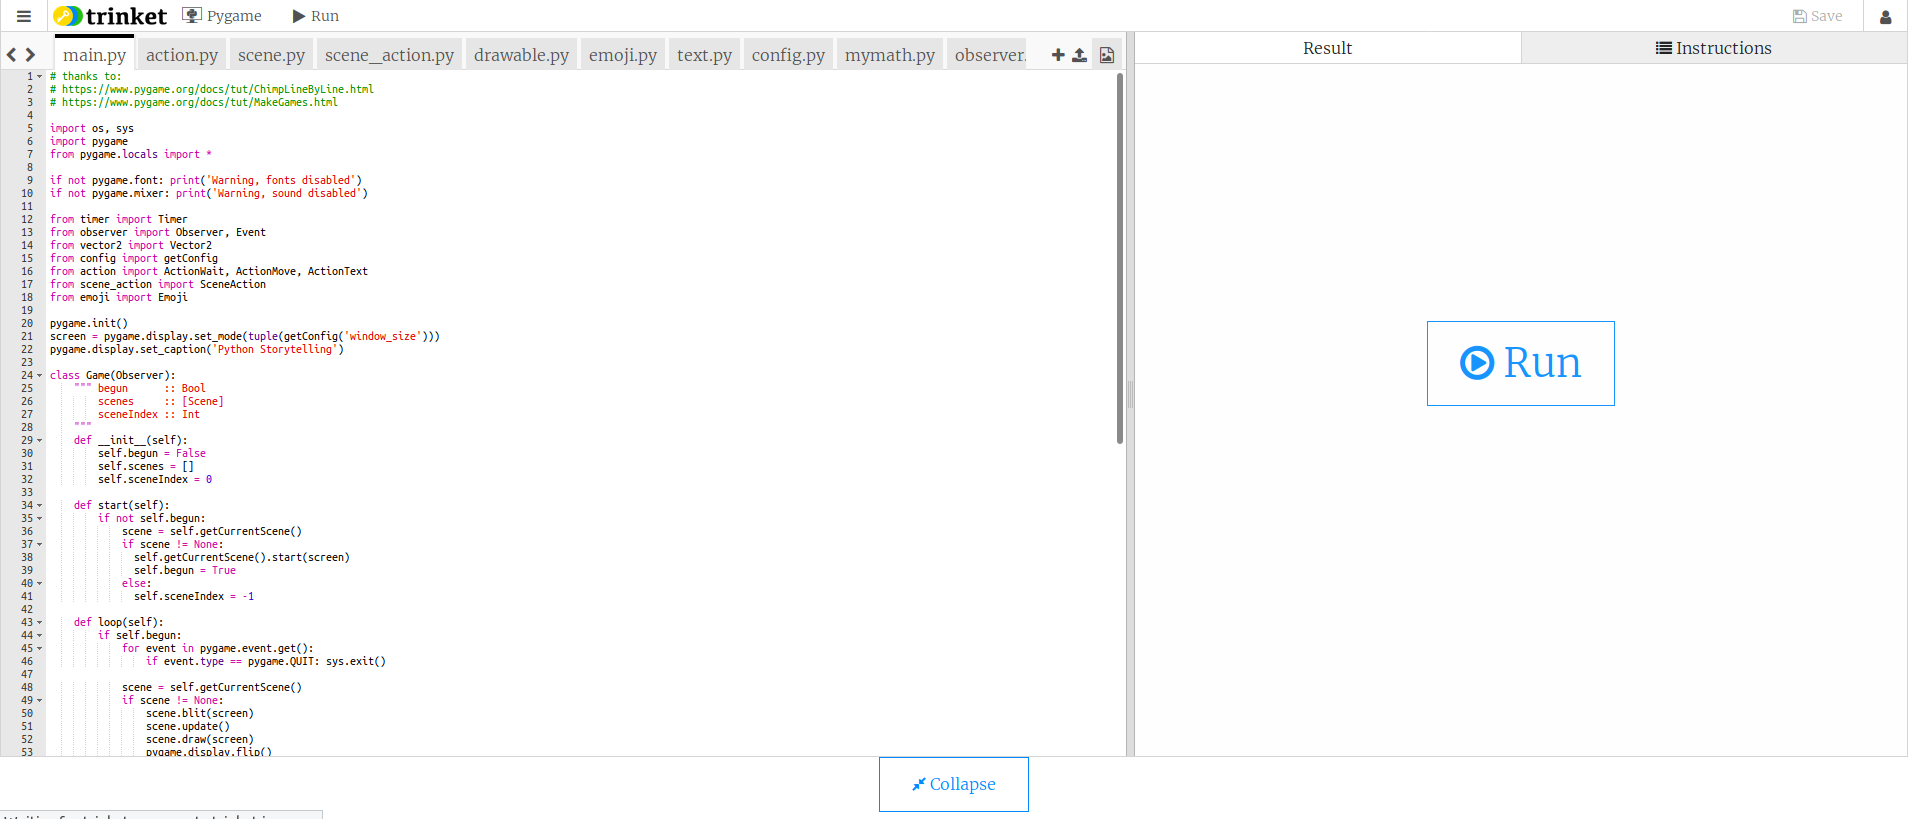 trinket Pygame Run Save
main.py action.py scene.py scene_action.py drawable.py emoji.py text.py config.py mymath.py observer.
Result Instructions
1 # thanks to:
2 # https://www.pygame.org/docs/tut/ChimpLineByLine.html
3 # https://www.pygame.org/docs/tut/MakeGames.html
4
5 import os, sys
6 import pygame
7 from pygame.locals import *
8
9 if not pygame.font: print('Warning, fonts disabled')
10 if not pygame.mixer: print('Warning, sound disabled')
11
12 from timer import Timer
13 from observer import Observer, Event
14 from vector2 import Vector2
15 from config import getConfig
16 from action import ActionWait, ActionMove, ActionText
17 from scene_action import SceneAction
18 from emoji import Emoji
19
20 pygame.init()
21 screen = pygame.display.set_mode(tuple(getConfig('window_size')))
22 pygame.display.set_caption('Python Storytelling')
23
24 class Game(Observer):
25 """ begun :: Bool
26 scenes :: [Scene]
27 sceneIndex :: Int
28 """
29 def __init__(self):
30 self.begun = False
31 self.scenes = []
32 self.sceneIndex = 0
33
34 def start(self):
35 if not self.begun:
36 scene = self.getCurrentScene()
37 if scene != None:
38 self.getCurrentScene().start(screen)
39 self.begun = True
40 else:
41 self.sceneIndex = -1
42
43 def loop(self):
44 if self.begun:
45 for event in pygame.event.get():
46 if event.type == pygame.QUIT: sys.exit()
47
48 scene = self.getCurrentScene()
49 if scene != None:
50 scene.blit(screen)
51 scene.update()
52 scene.draw(screen)
53 pygame.display.flip()
Run
Collapse